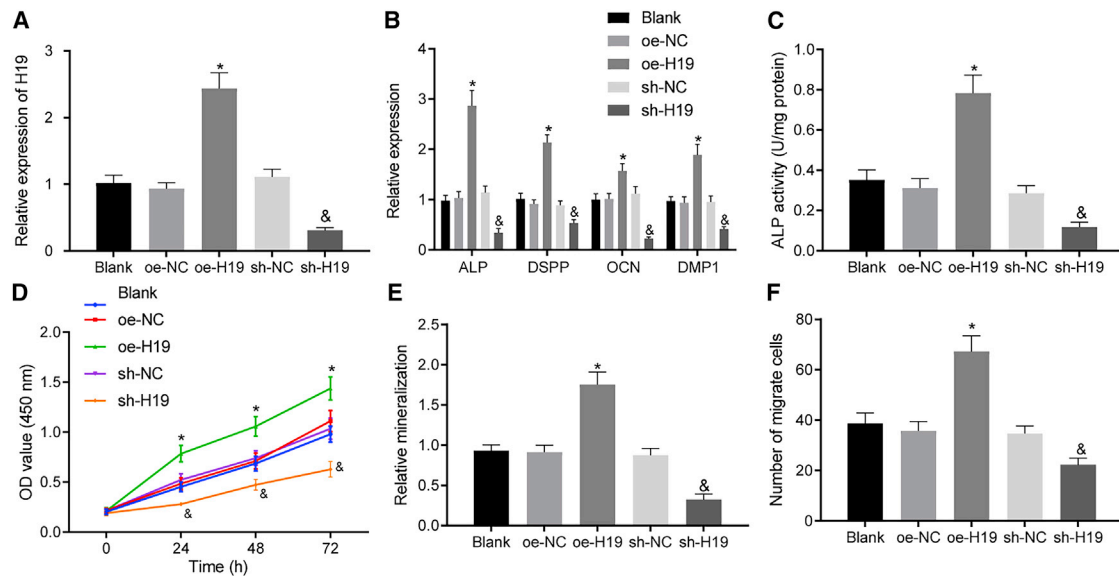 A
Relative expression of H19
3
2
1
0
*
&
Blank oe-NC oe-H19 sh-NC sh-H19
B
Blank
oe-NC
oe-H19
sh-NC
sh-H19
Relative expression
4
3
2
1
0
* * * *
& & & &
ALP DSPP OCN DMP1
C
ALP activity (U/mg protein)
1.0
0.8
0.6
0.4
0.2
0.0
*
&
Blank oe-NC oe-H19 sh-NC sh-H19
D
Blank
oe-NC
oe-H19
sh-NC
sh-H19
OD value (450 nm)
2.0
1.5
1.0
0.5
0.0
* * *
& & &
0 24 48 72
Time (h)
E
Relative mineralization
2.5
2.0
1.5
1.0
0.5
0.0
*
&
Blank oe-NC oe-H19 sh-NC sh-H19
F
Number of migrate cells
80
60
40
20
0
*
&
Blank oe-NC oe-H19 sh-NC sh-H19